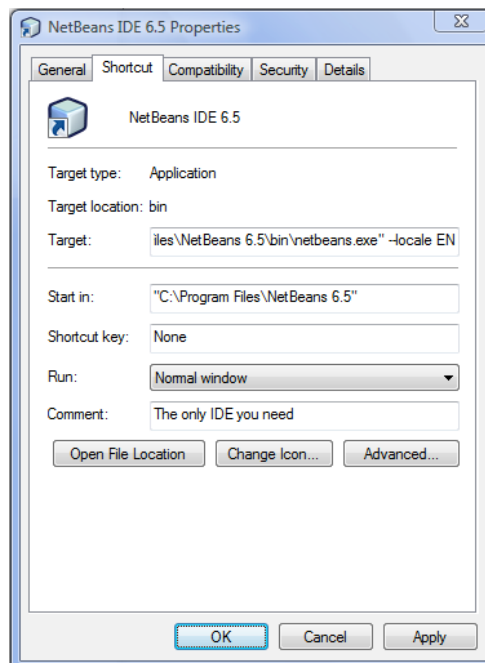 NetBeans IDE 6.5 Properties
General Shortcut Compatibility Security Details
NetBeans IDE 6.5
Target type: Application
Target location: bin
Target: iles\NetBeans 6.5\bin\netbeans.exe" --locale EN
Start in: "C:\Program Files\NetBeans 6.5"
Shortcut key: None
Run: Normal window
Comment: The only IDE you need
Open File Location Change Icon... Advanced...
OK Cancel Apply